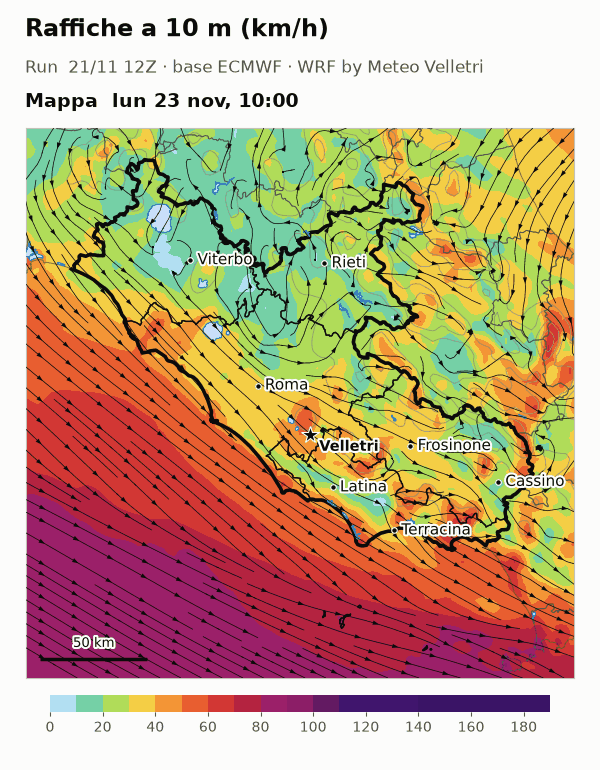 Raffiche a 10 m (km/h)
Run 21/11 12Z · base ECMWF · WRF by Meteo Velletri
Mappa lun 23 nov, 10:00
Viterbo
Rieti
Roma
Velletri
Frosinone
Latina
Cassino
Terracina
50 km
0 20 40 60 80 100 120 140 160 180